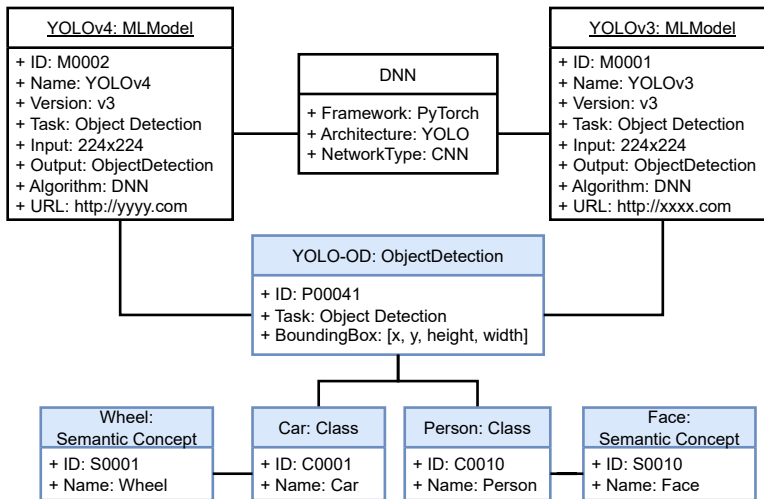 YOLOv4: MLModel
+ ID: M0002
+ Name: YOLOv4
+ Version: v3
+ Task: Object Detection
+ Input: 224x224
+ Output: ObjectDetection
+ Algorithm: DNN
+ URL: http://yyyy.com
DNN
+ Framework: PyTorch
+ Architecture: YOLO
+ NetworkType: CNN
YOLOv3: MLModel
+ ID: M0001
+ Name: YOLOv3
+ Version: v3
+ Task: Object Detection
+ Input: 224x224
+ Output: ObjectDetection
+ Algorithm: DNN
+ URL: http://xxxx.com
YOLO-OD: ObjectDetection
+ ID: P00041
+ Task: Object Detection
+ BoundingBox: [x, y, height, width]
Wheel:
Semantic Concept
+ ID: S0001
+ Name: Wheel
Car: Class
+ ID: C0001
+ Name: Car
Person: Class
+ ID: C0010
+ Name: Person
Face:
Semantic Concept
+ ID: S0010
+ Name: Face